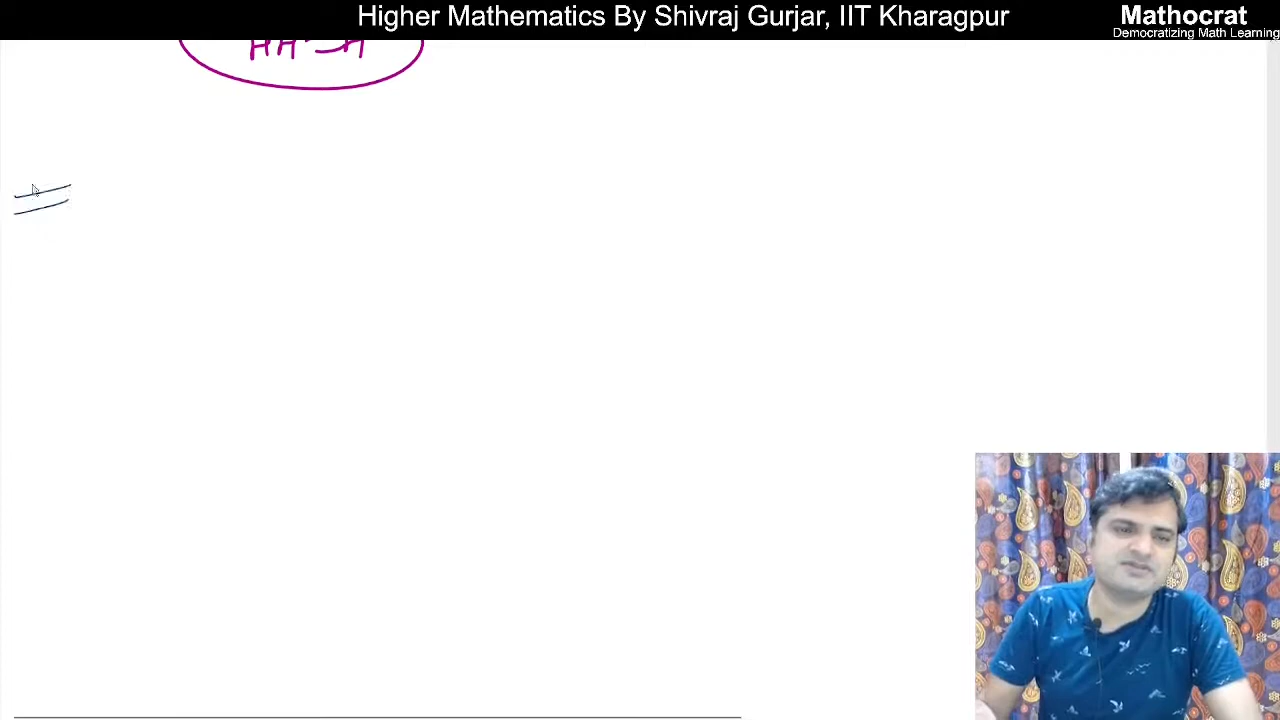 Higher Mathematics By Shivraj Gurjar, IIT Kharagpur
Mathocrat
Democratizing Math Learning